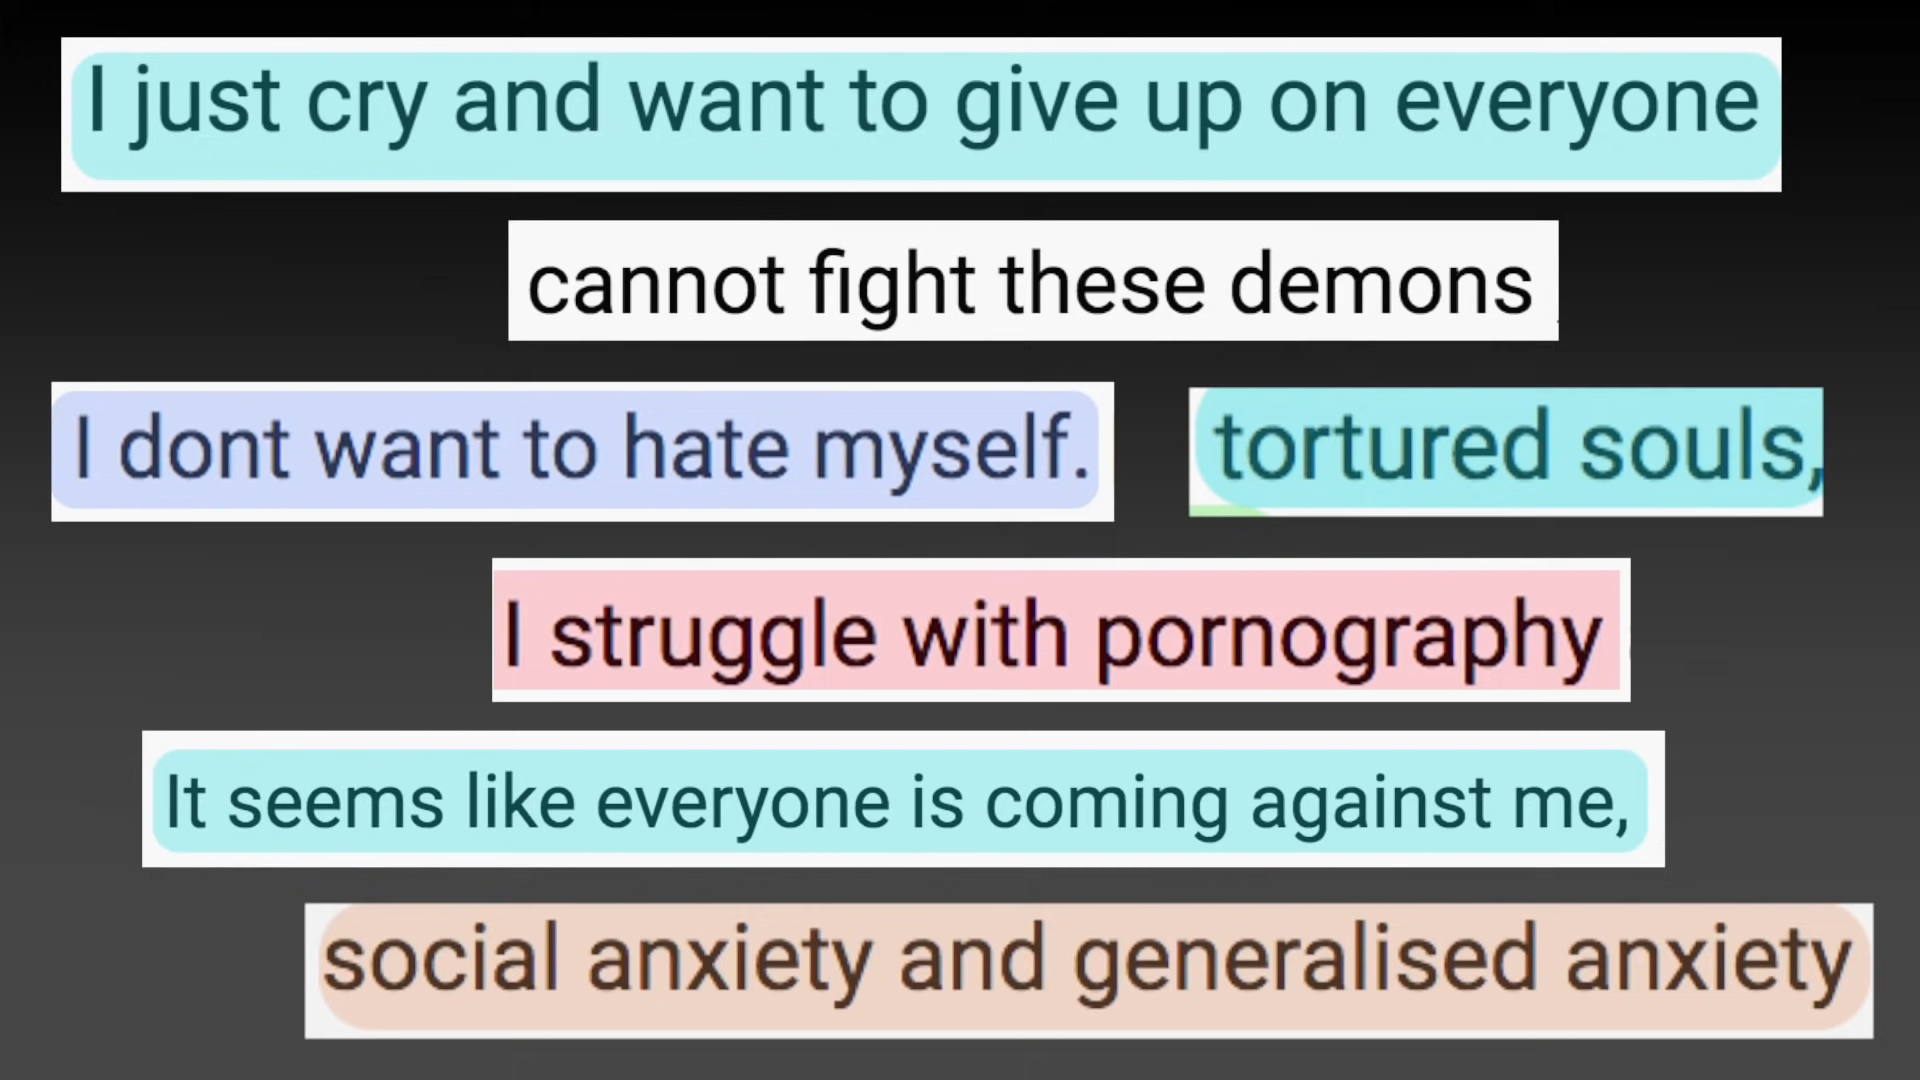 I just cry and want to give up on everyone
cannot fight these demons
I dont want to hate myself.
tortured souls,
I struggle with pornography
It seems like everyone is coming against me,
social anxiety and generalised anxiety